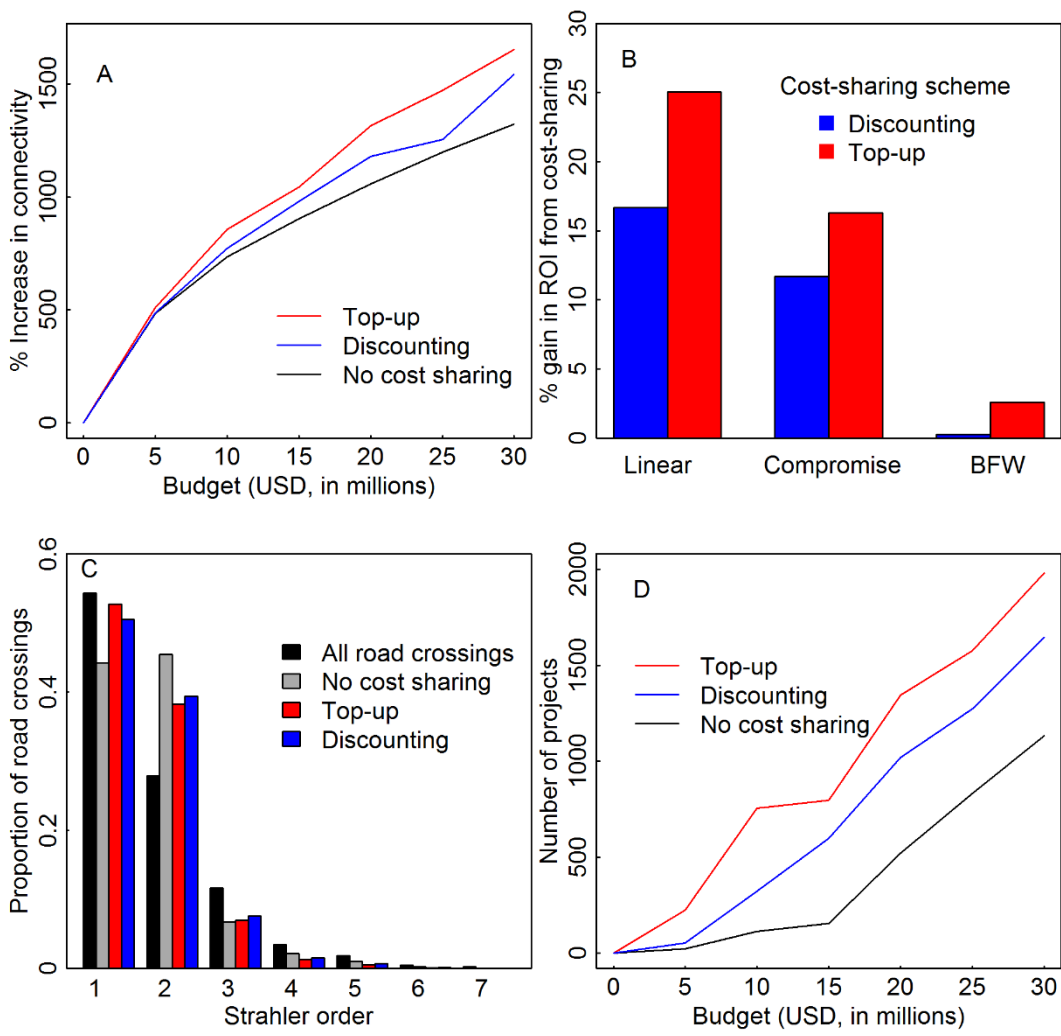 A
% Increase in connectivity
1500
1000
500
0
Top-up
Discounting
No cost sharing
0 5 10 15 20 25 30
Budget (USD, in millions)
B
% gain in ROI from cost-sharing
30
25
20
15
10
5
0
Cost-sharing scheme
Discounting
Top-up
Linear Compromise BFW
C
Proportion of road crossings
0.6
0.4
0.2
0
All road crossings
No cost sharing
Top-up
Discounting
1 2 3 4 5 6 7
Strahler order
D
Number of projects
2000
1500
1000
500
0
Top-up
Discounting
No cost sharing
0 5 10 15 20 25 30
Budget (USD, in millions)